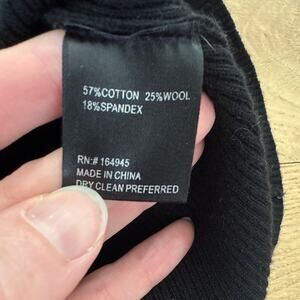 57%COTTON 25%WOOL
18%SPANDEX
RN:# 164945
MADE IN CHINA
DRY CLEAN PREFERRED